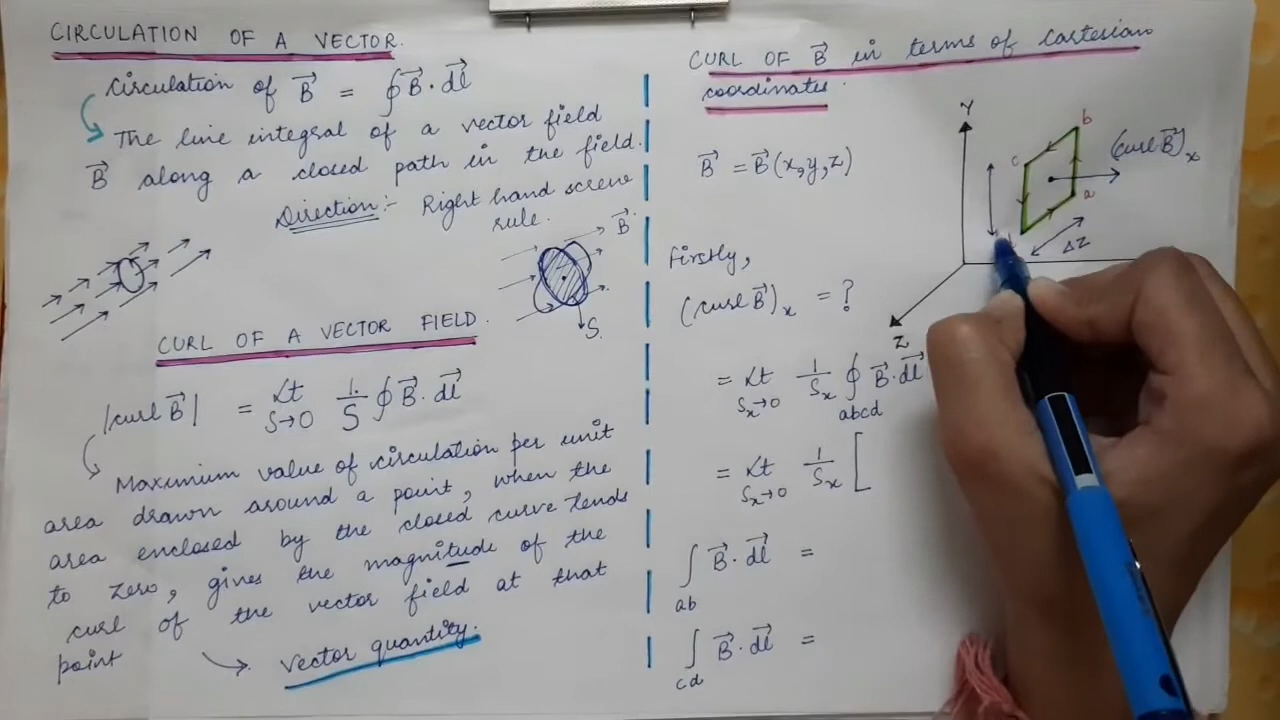 CIRCULATION OF A VECTOR.
Circulation of B⃗ = ∮B⃗ · dl⃗
The line integral of a vector field
B⃗ along a closed path in the field.
Direction:- Right hand screw
rule.
B⃗
S.
CURL OF A VECTOR FIELD.
|curl B⃗| = Lt 1/S ∮ B⃗ · dl⃗
S→0
Maximum value of circulation per unit
area drawn around a point, when the
area enclosed by the closed curve tends
to zero, gives the magnitude of the
curl of the vector field at that
point
Vector quantity.
CURL OF B⃗ in terms of Cartesian
coordinates.
B⃗ = B⃗(x,y,z)
Y
b
c
(curl B⃗)x
a
ΔZ
Z
Firstly,
(curl B⃗)x = ?
= Lt 1/Sx ∮ B⃗·dl⃗
Sx→0 abcd
= Lt 1/Sx [
Sx→0
∫ B⃗·dl⃗ =
ab
∫ B⃗·dl⃗ =
cd